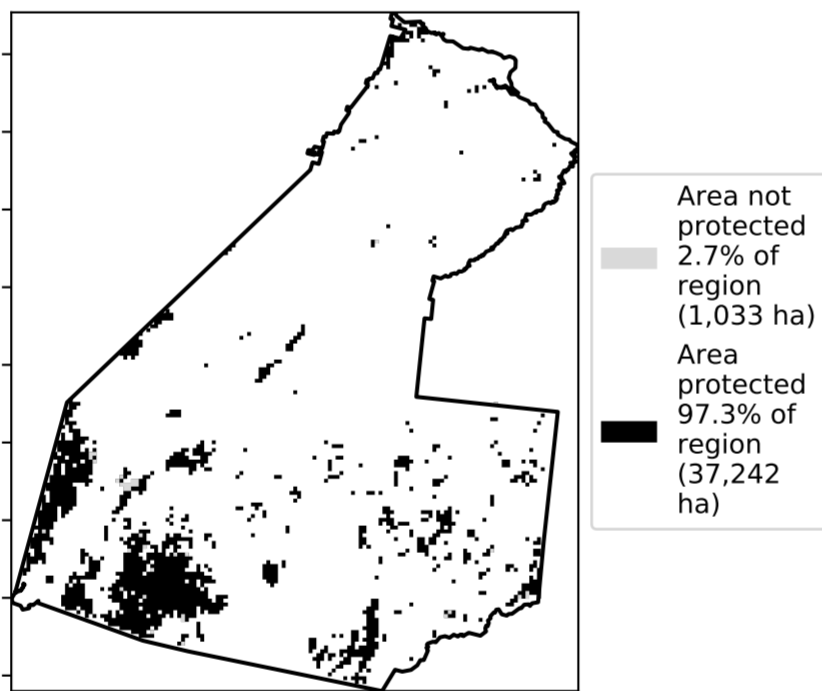 Area not
protected
2.7% of
region
(1,033 ha)
Area
protected
97.3% of
region
(37,242
ha)